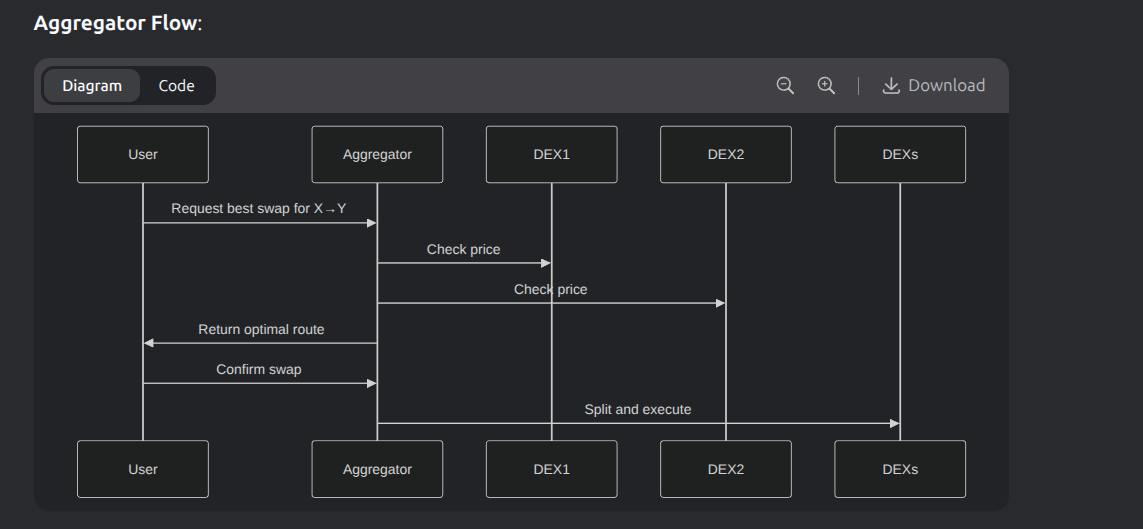 Aggregator Flow:
Diagram Code Download
User Aggregator DEX1 DEX2 DEXs
Request best swap for X→Y
Check price
Check price
Return optimal route
Confirm swap
Split and execute
User Aggregator DEX1 DEX2 DEXs